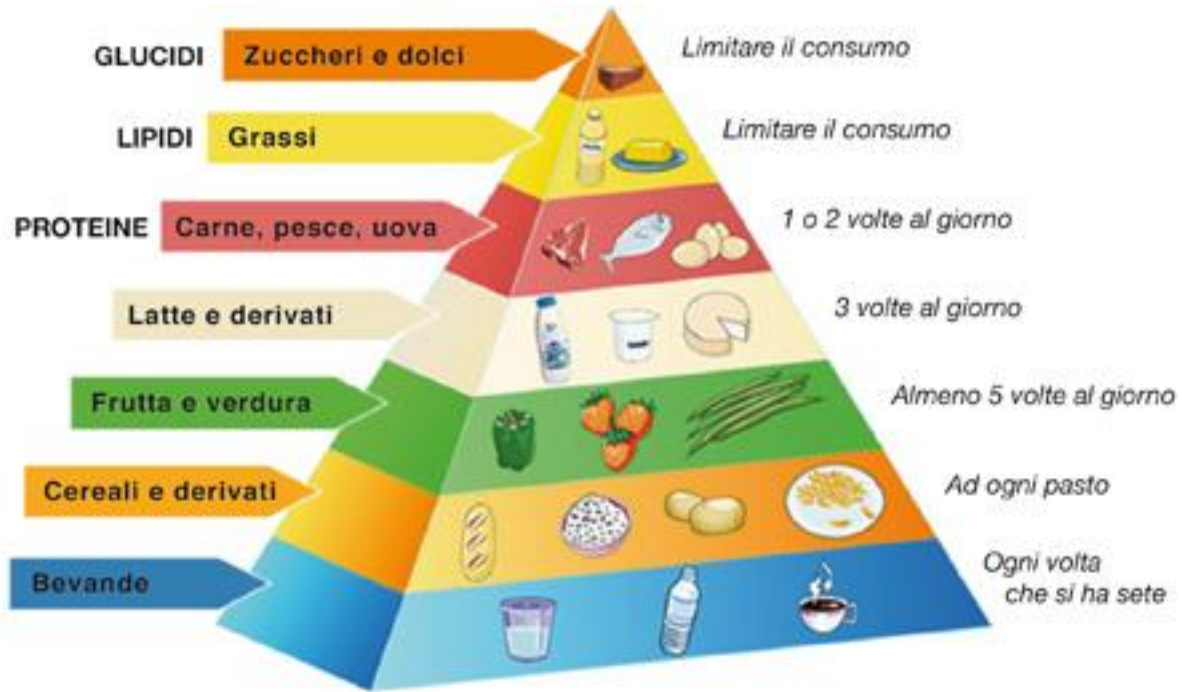 GLUCIDI Zuccheri e dolci Limitare il consumo
LIPIDI Grassi Limitare il consumo
PROTEINE Carne, pesce, uova 1 o 2 volte al giorno
Latte e derivati 3 volte al giorno
Frutta e verdura Almeno 5 volte al giorno
Cereali e derivati Ad ogni pasto
Bevande Ogni volta
che si ha sete